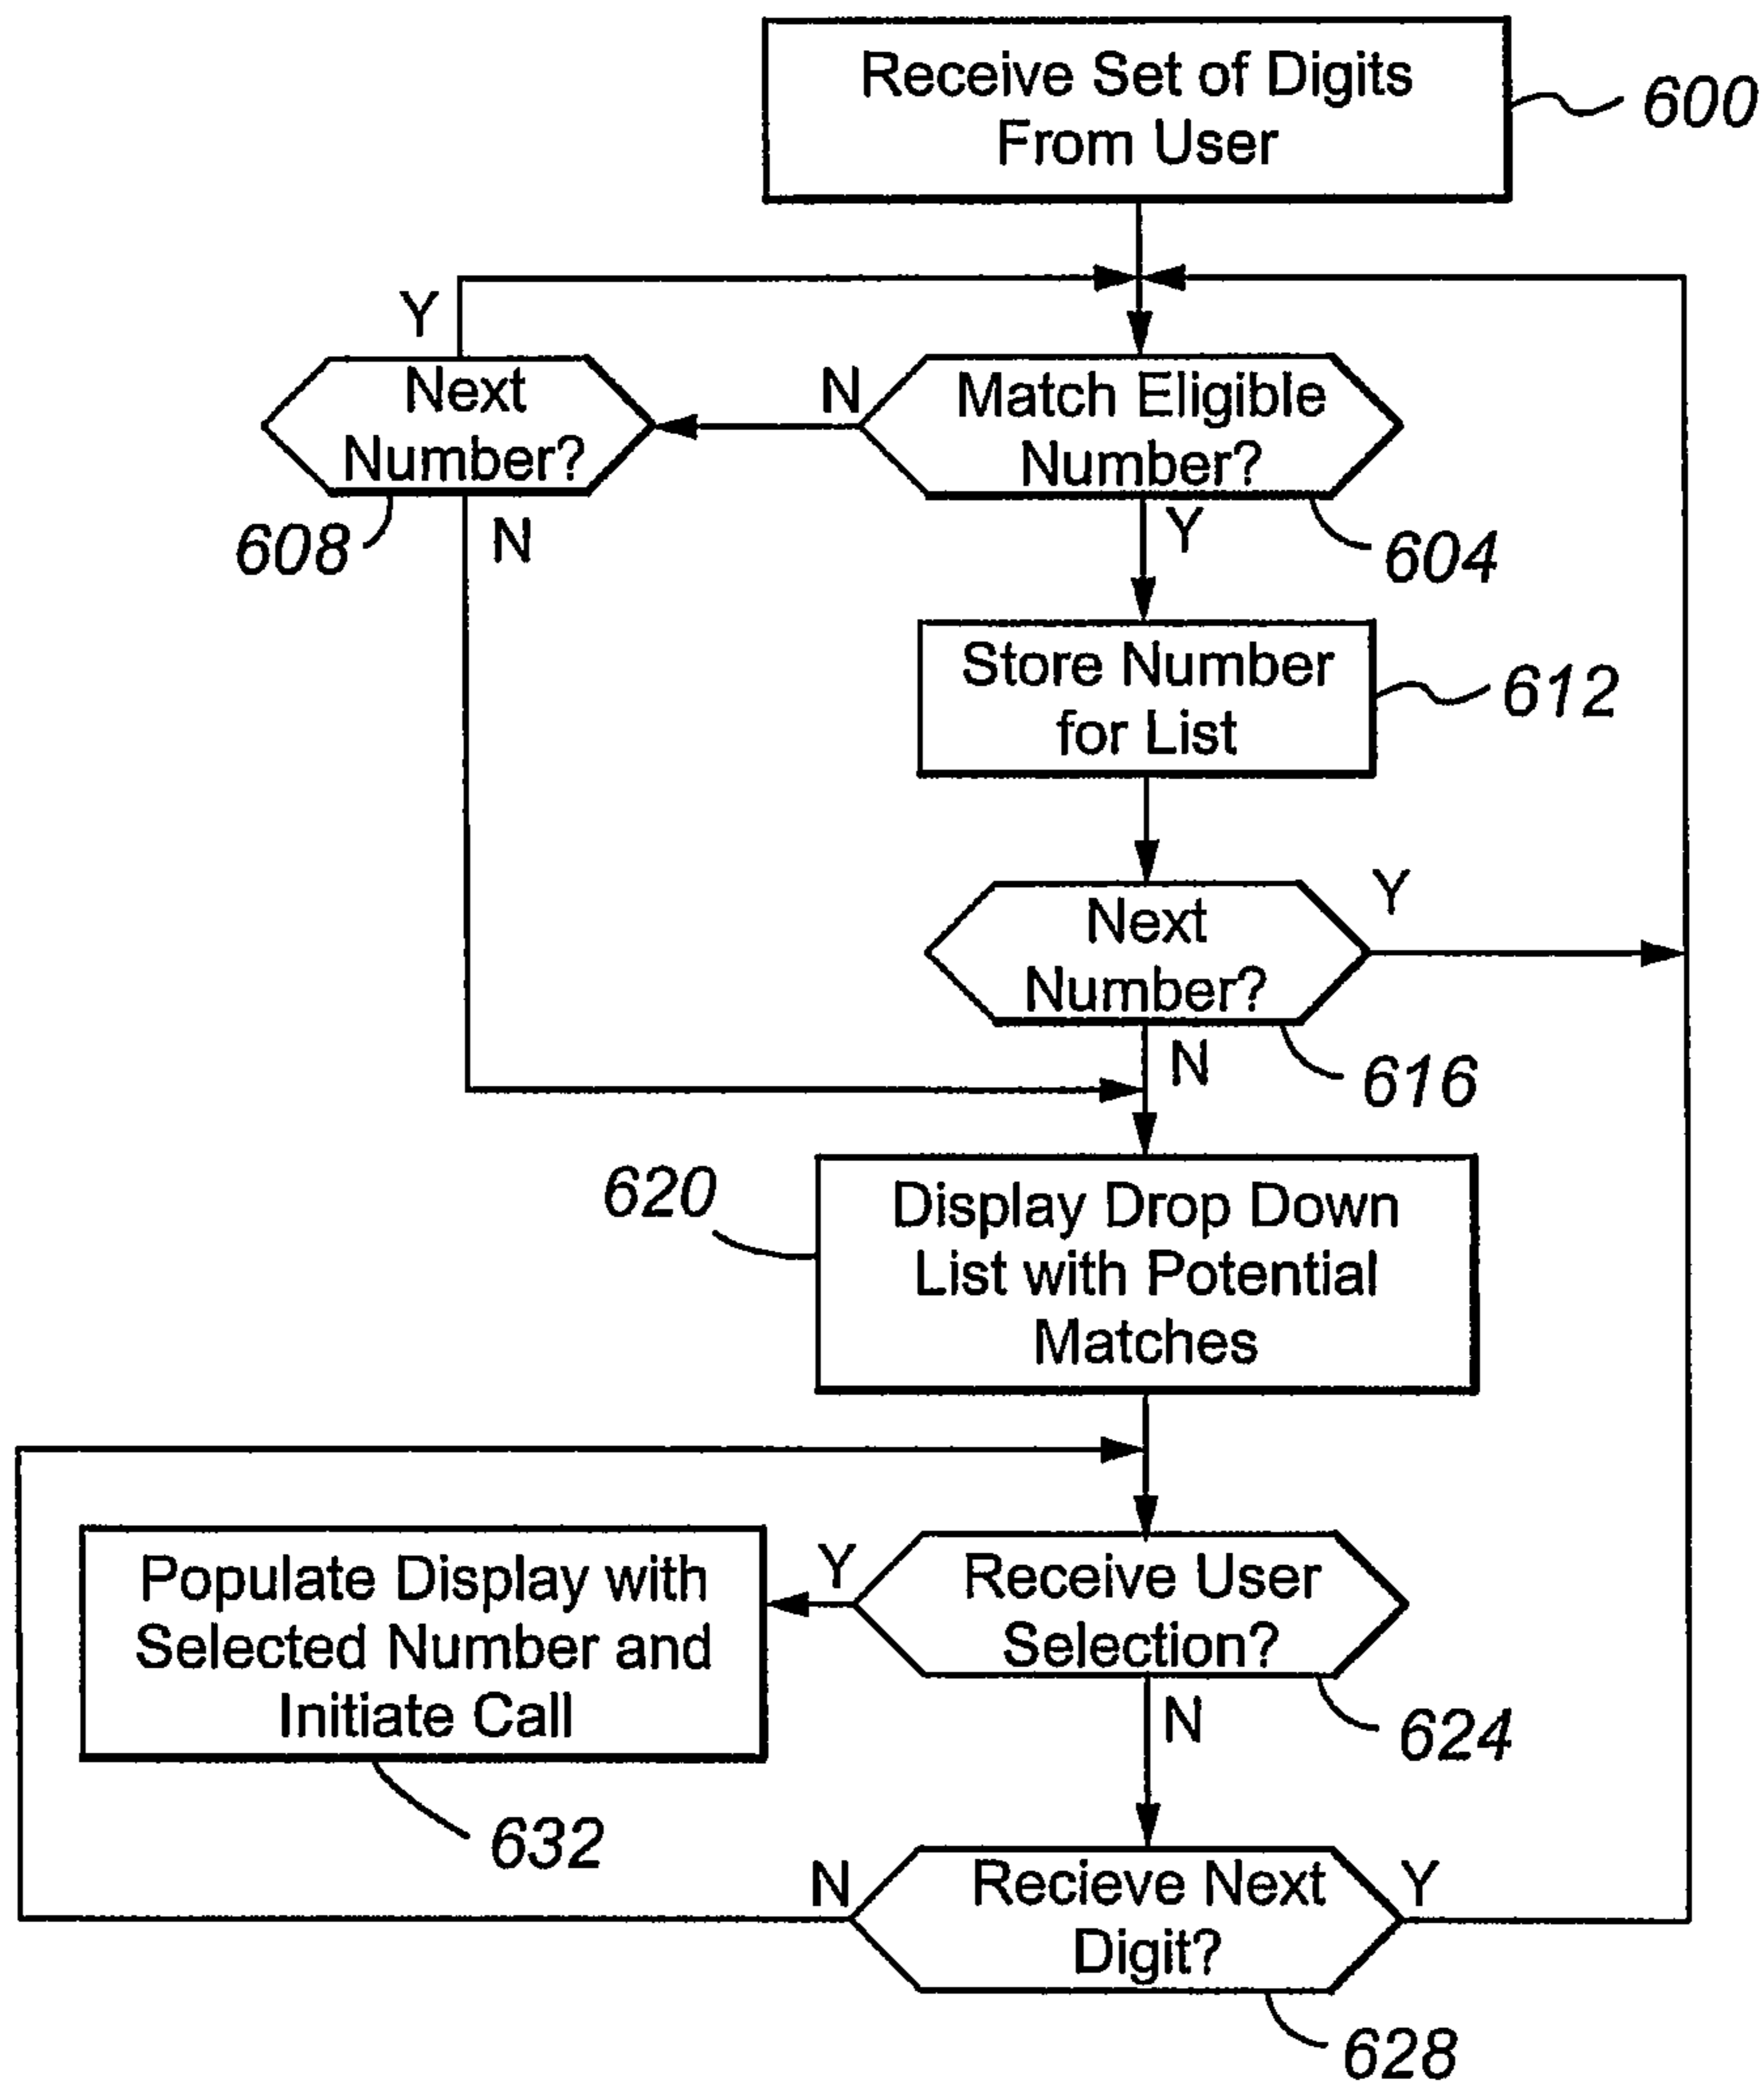 Receive Set of Digits
From User
600
Y
Next
Number?
N
Match Eligible
Number?
608
N
Y
604
Store Number
for List
612
Next
Number?
Y
N
616
620
Display Drop Down
List with Potential
Matches
Populate Display with
Selected Number and
Initiate Call
Y
Receive User
Selection?
N
624
632
N
Recieve Next
Digit?
Y
628